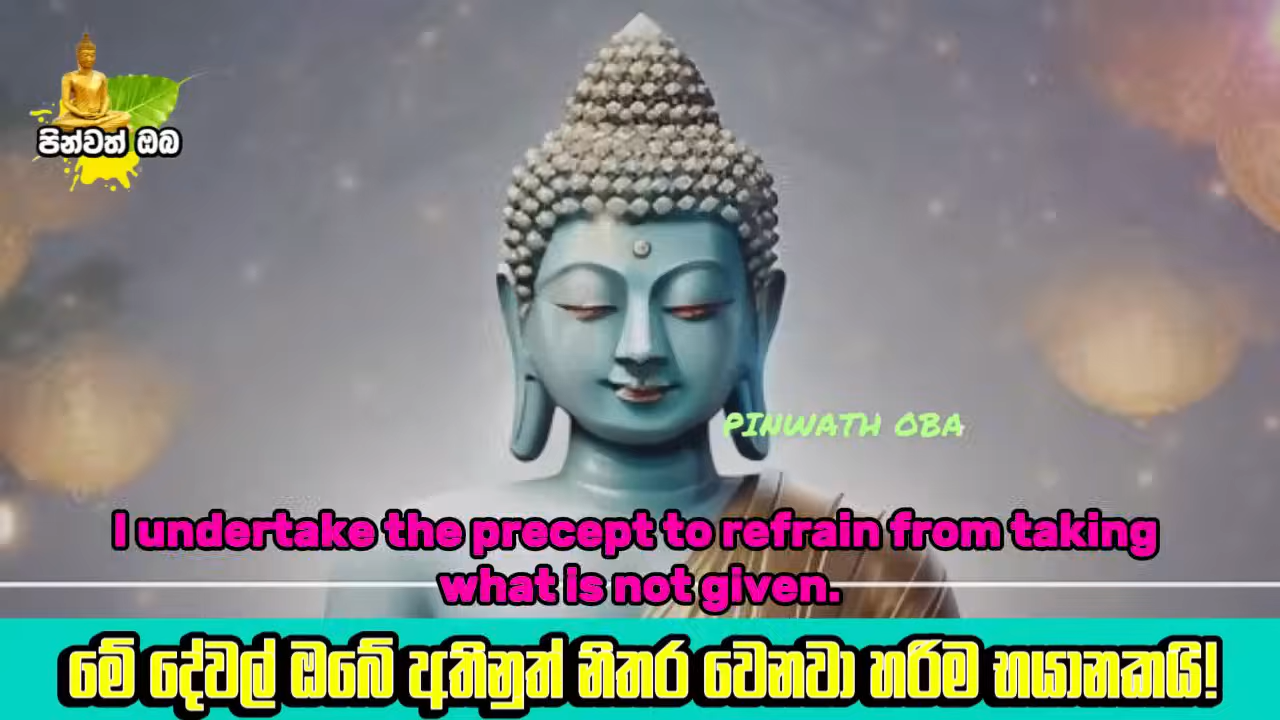 පින්වත් ඔබ
PINWATH OBA
I undertake the precept to refrain from taking
what is not given.
මේ දේවල් ඔබේ අතිනුත් නිතර වෙනවා හරිම භයානකයි!